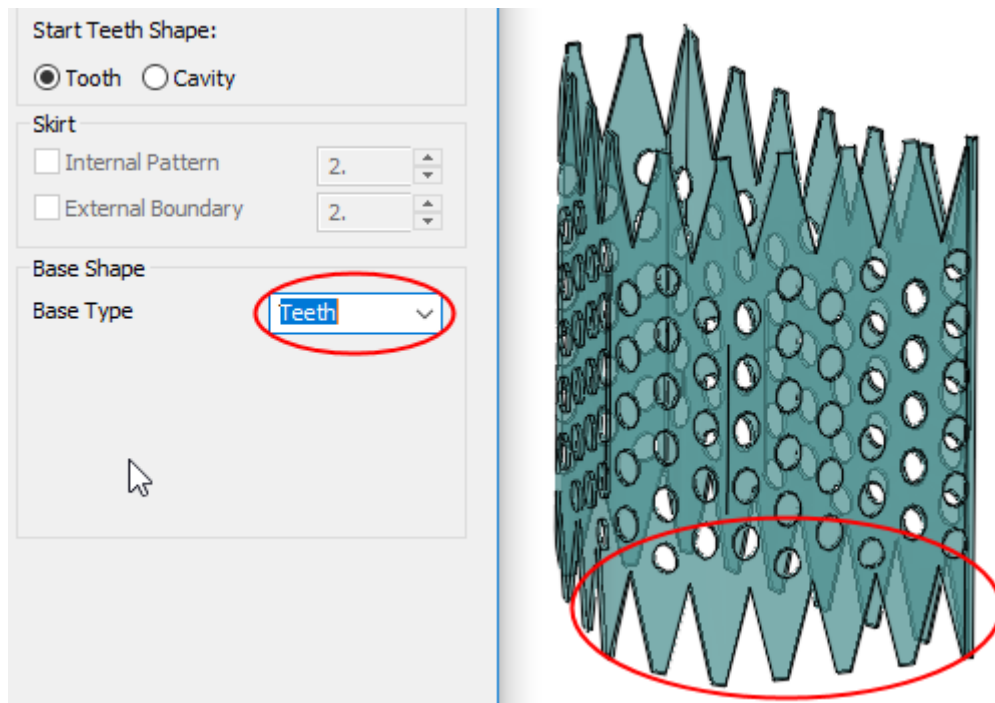 Start Teeth Shape:
Tooth Cavity
Skirt
Internal Pattern 2.
External Boundary 2.
Base Shape
Base Type Teeth